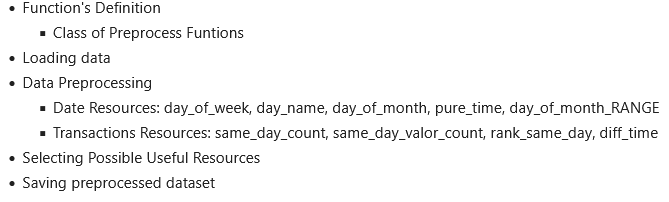 • Function's Definition
▪ Class of Preprocess Funtions
• Loading data
• Data Preprocessing
▪ Date Resources: day_of_week, day_name, day_of_month, pure_time, day_of_month_RANGE
▪ Transactions Resources: same_day_count, same_day_valor_count, rank_same_day, diff_time
• Selecting Possible Useful Resources
• Saving preprocessed dataset